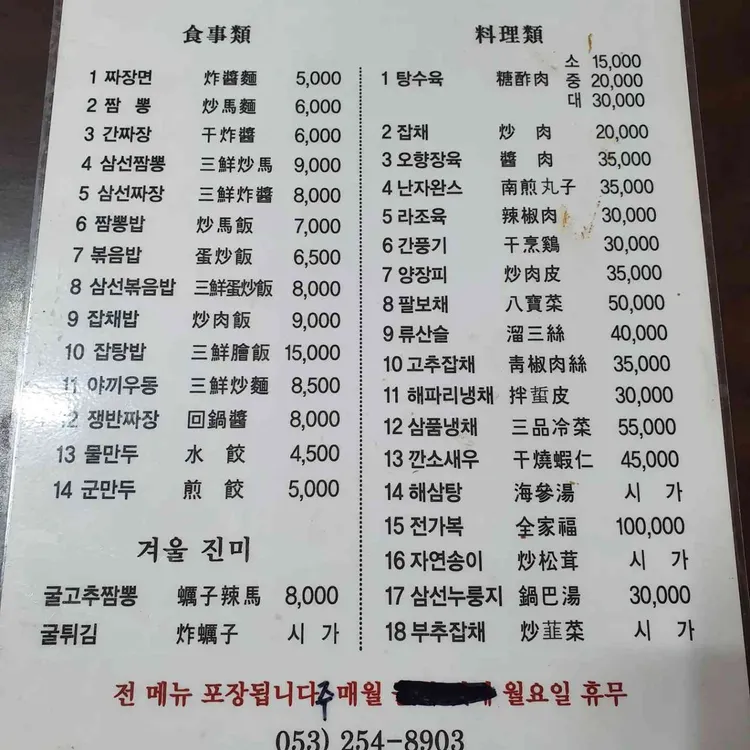 食事類
1 짜장면 炸醬麵 5,000
2 짬 뽕 炒馬麵 6,000
3 간짜장 干炸醬 6,000
4 삼선짬뽕 三鮮炒馬 9,000
5 삼선짜장 三鮮炸醬 8,000
6 짬뽕밥 炒馬飯 7,000
7 볶음밥 蛋炒飯 6,500
8 삼선볶음밥 三鮮蛋炒飯 8,000
9 잡채밥 炒肉飯 9,000
10 잡탕밥 三鮮膾飯 15,000
11 야끼우동 三鮮炒麵 8,500
12 쟁반짜장 回鍋醬 8,000
13 물만두 水 餃 4,500
14 군만두 煎 餃 5,000
겨울 진미
굴고추짬뽕 蠣子辣馬 8,000
굴튀김 炸蠣子 시 가
料理類
소 15,000
1 탕수육 糖酢肉 중 20,000
대 30,000
2 잡채 炒 肉 20,000
3 오향장육 醬 肉 35,000
4 난자완스 南煎丸子 35,000
5 라조육 辣椒肉 30,000
6 간풍기 干烹鷄 30,000
7 양장피 炒肉皮 35,000
8 팔보채 八寶菜 50,000
9 류산슬 溜三絲 40,000
10 고추잡채 靑椒肉絲 35,000
11 해파리냉채 拌蜇皮 30,000
12 삼품냉채 三品冷菜 55,000
13 깐소새우 干燒蝦仁 45,000
14 해삼탕 海參湯 시 가
15 전가복 全家福 100,000
16 자연송이 炒松茸 시 가
17 삼선누룽지 鍋巴湯 30,000
18 부추잡채 炒韮菜 시 가
전 메뉴 포장됩니다 주 매월 월요일 휴무
053) 254-8903